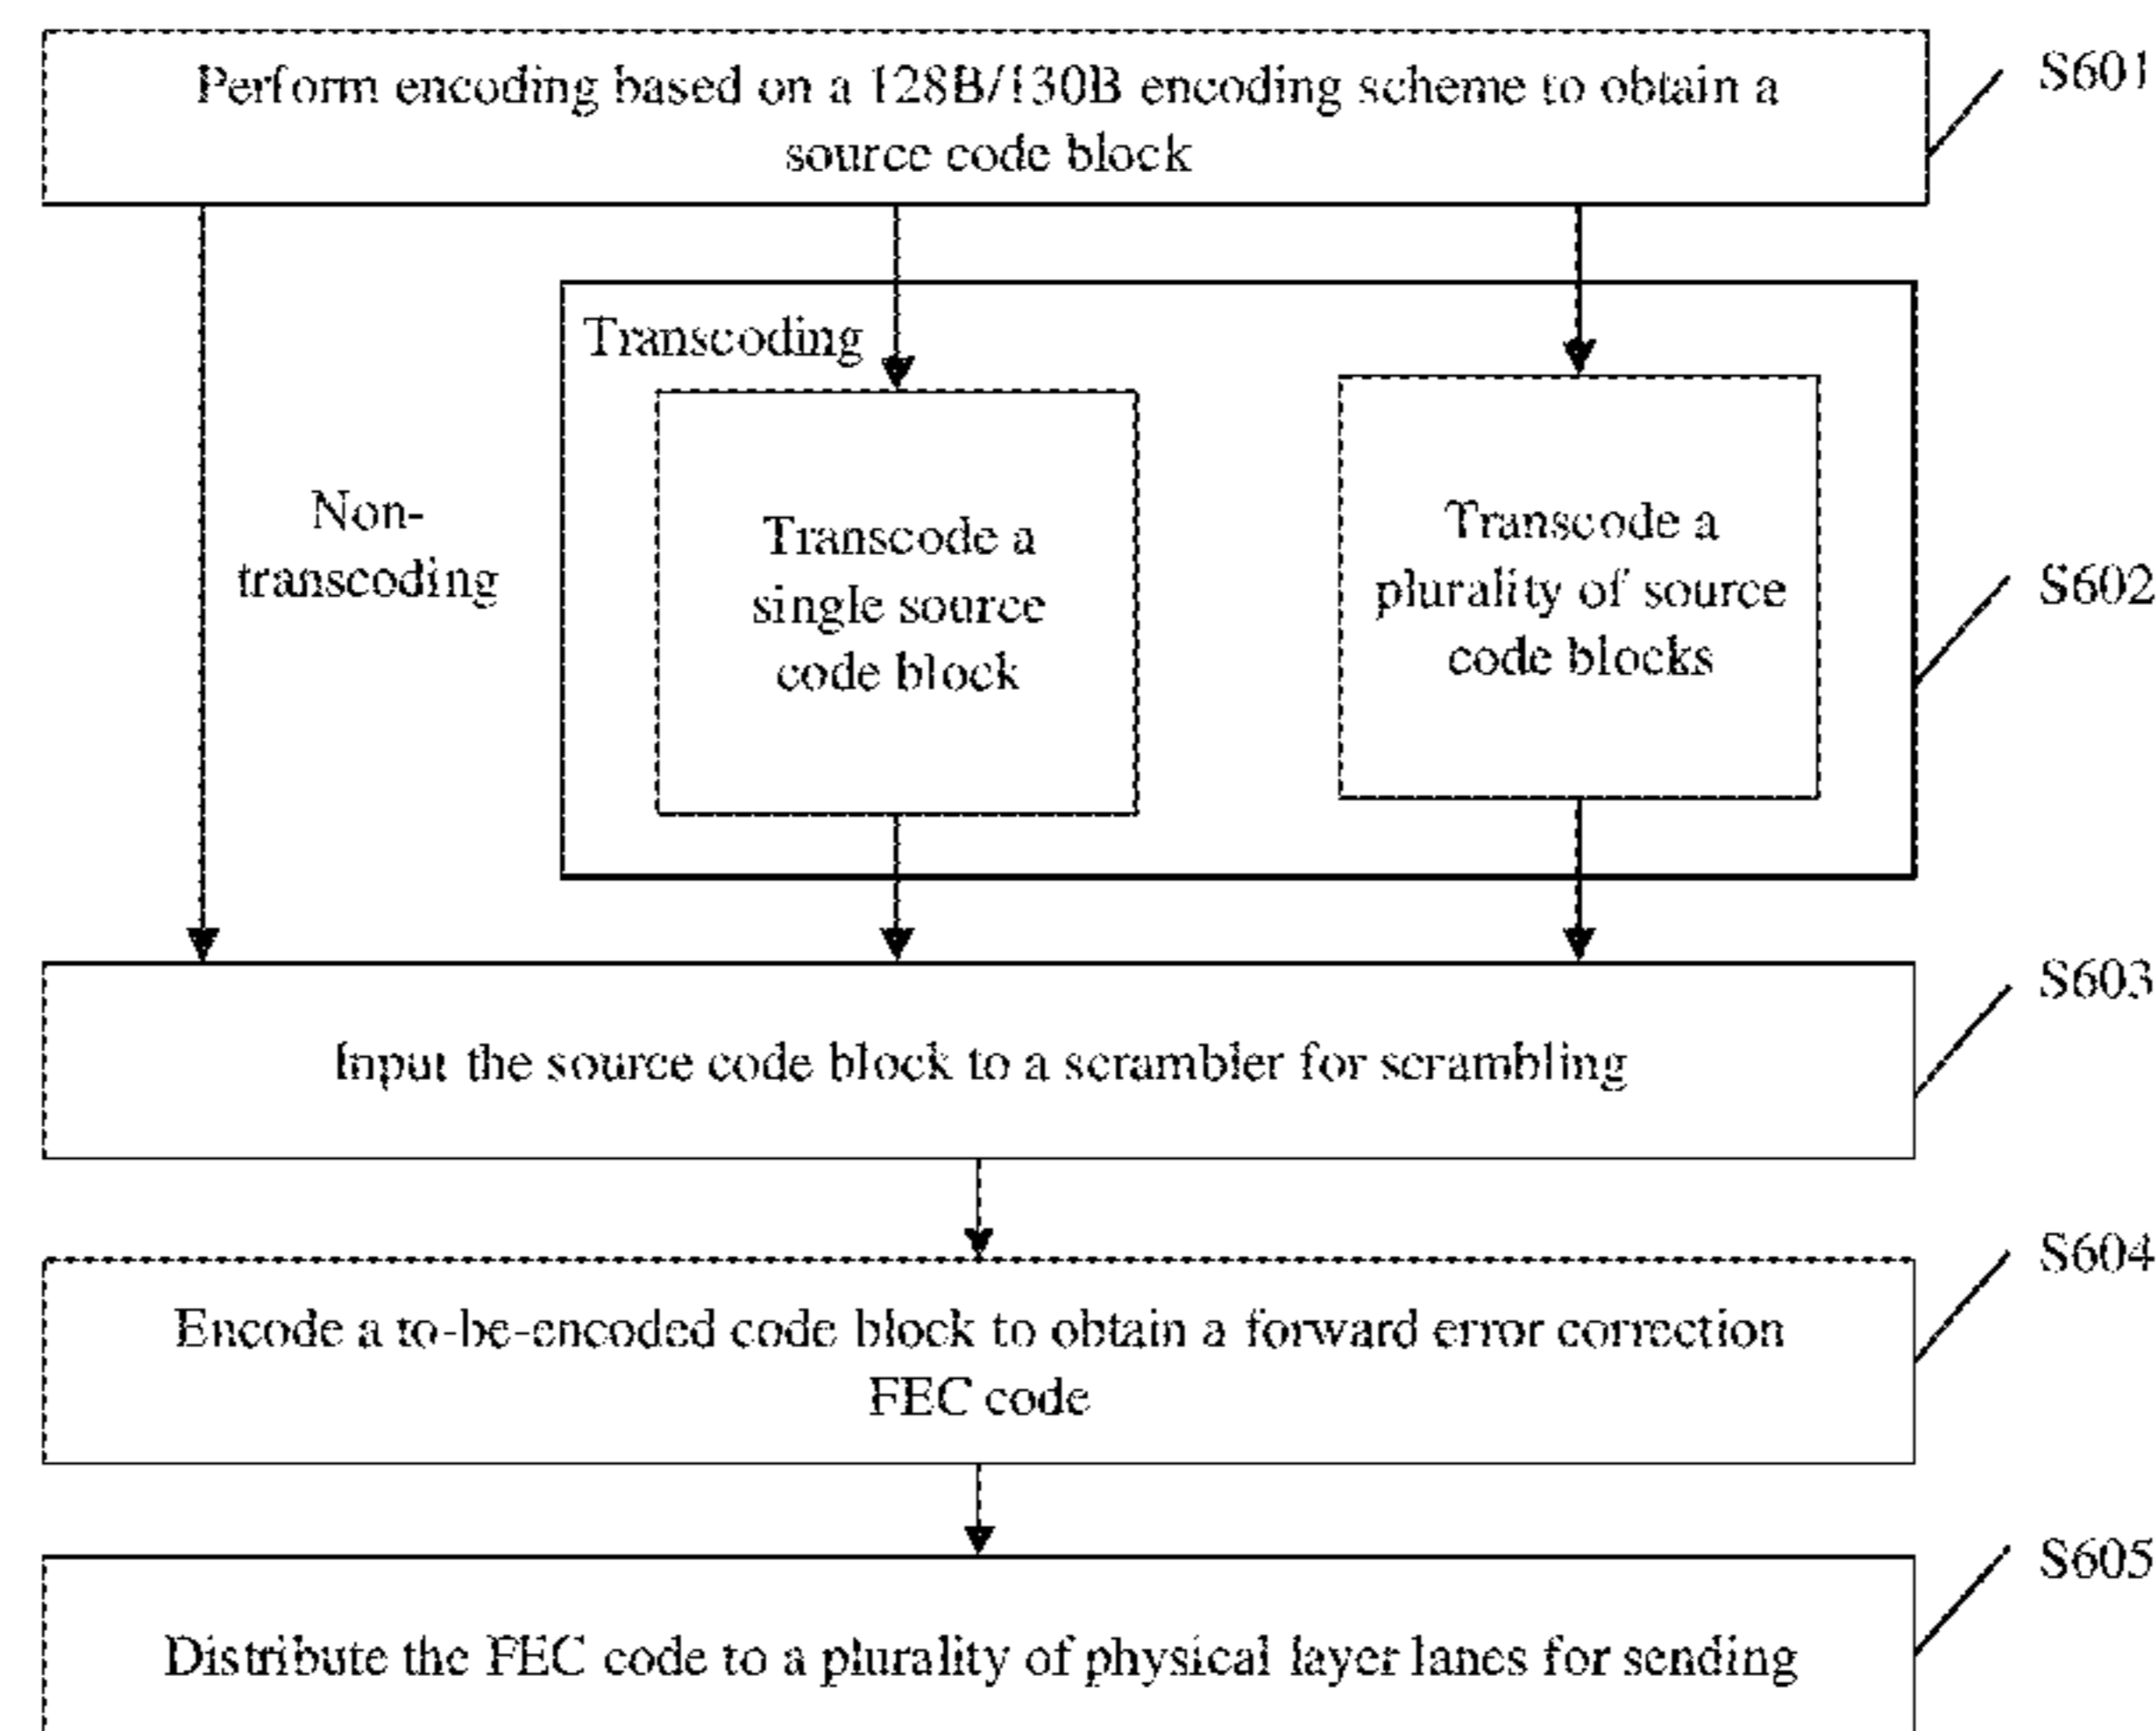 Perform encoding based on a 128B/130B encoding scheme to obtain a
source code block
S601
Transcoding
Non-
transcoding
Transcode a
single source
code block
Transcode a
plurality of source
code blocks
S602
Input the source code block to a scrambler for scrambling
S603
Encode a to-be-encoded code block to obtain a forward error correction
FEC code
S604
Distribute the FEC code to a plurality of physical layer lanes for sending
S605